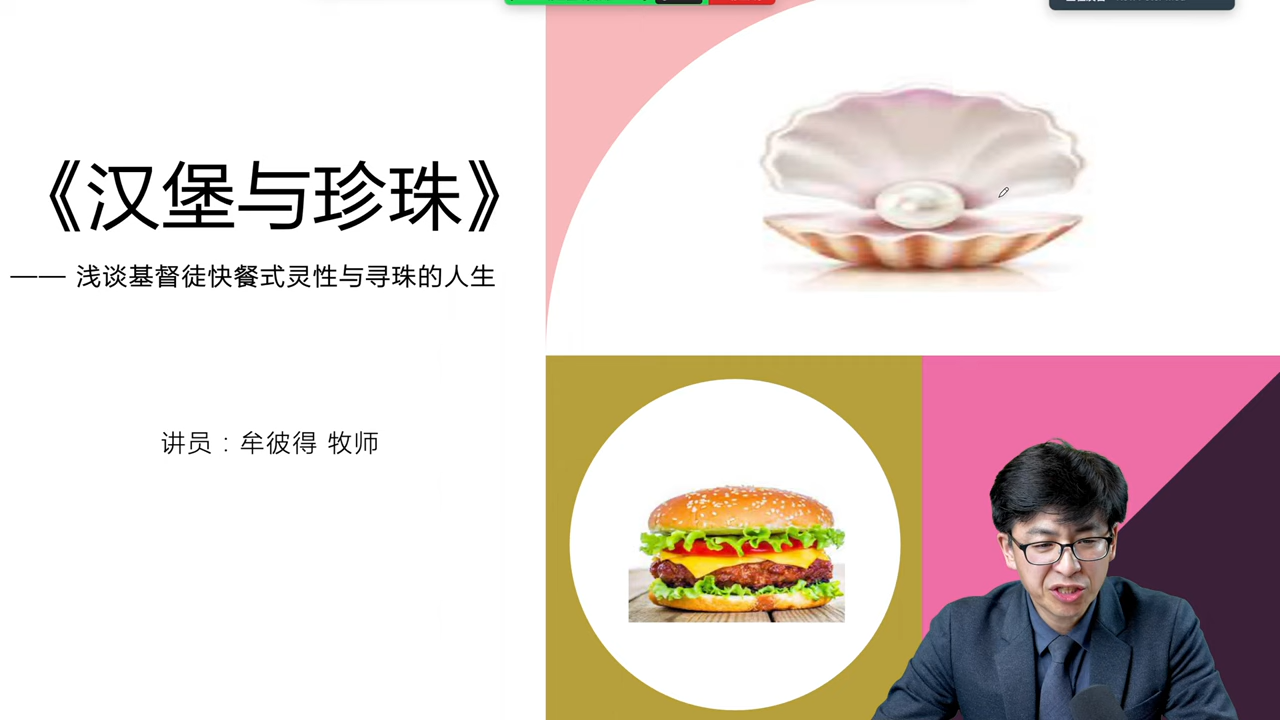 《汉堡与珍珠》
—— 浅谈基督徒快餐式灵性与寻珠的人生
讲员：牟彼得 牧师